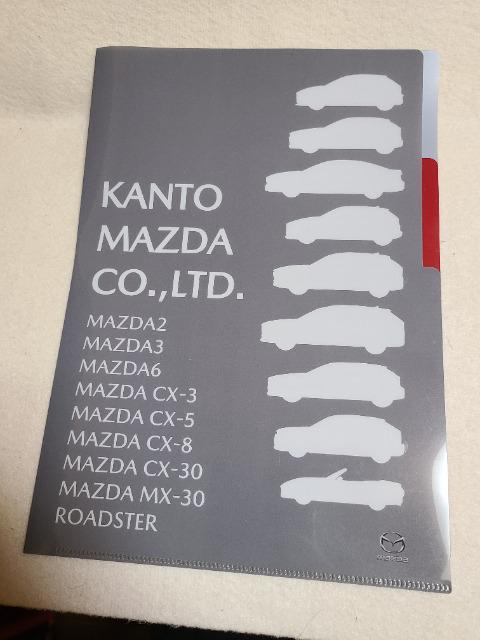 KANTO
MAZDA
CO.,LTD.
MAZDA2
MAZDA3
MAZDA6
MAZDA CX-3
MAZDA CX-5
MAZDA CX-8
MAZDA CX-30
MAZDA MX-30
ROADSTER
mazda